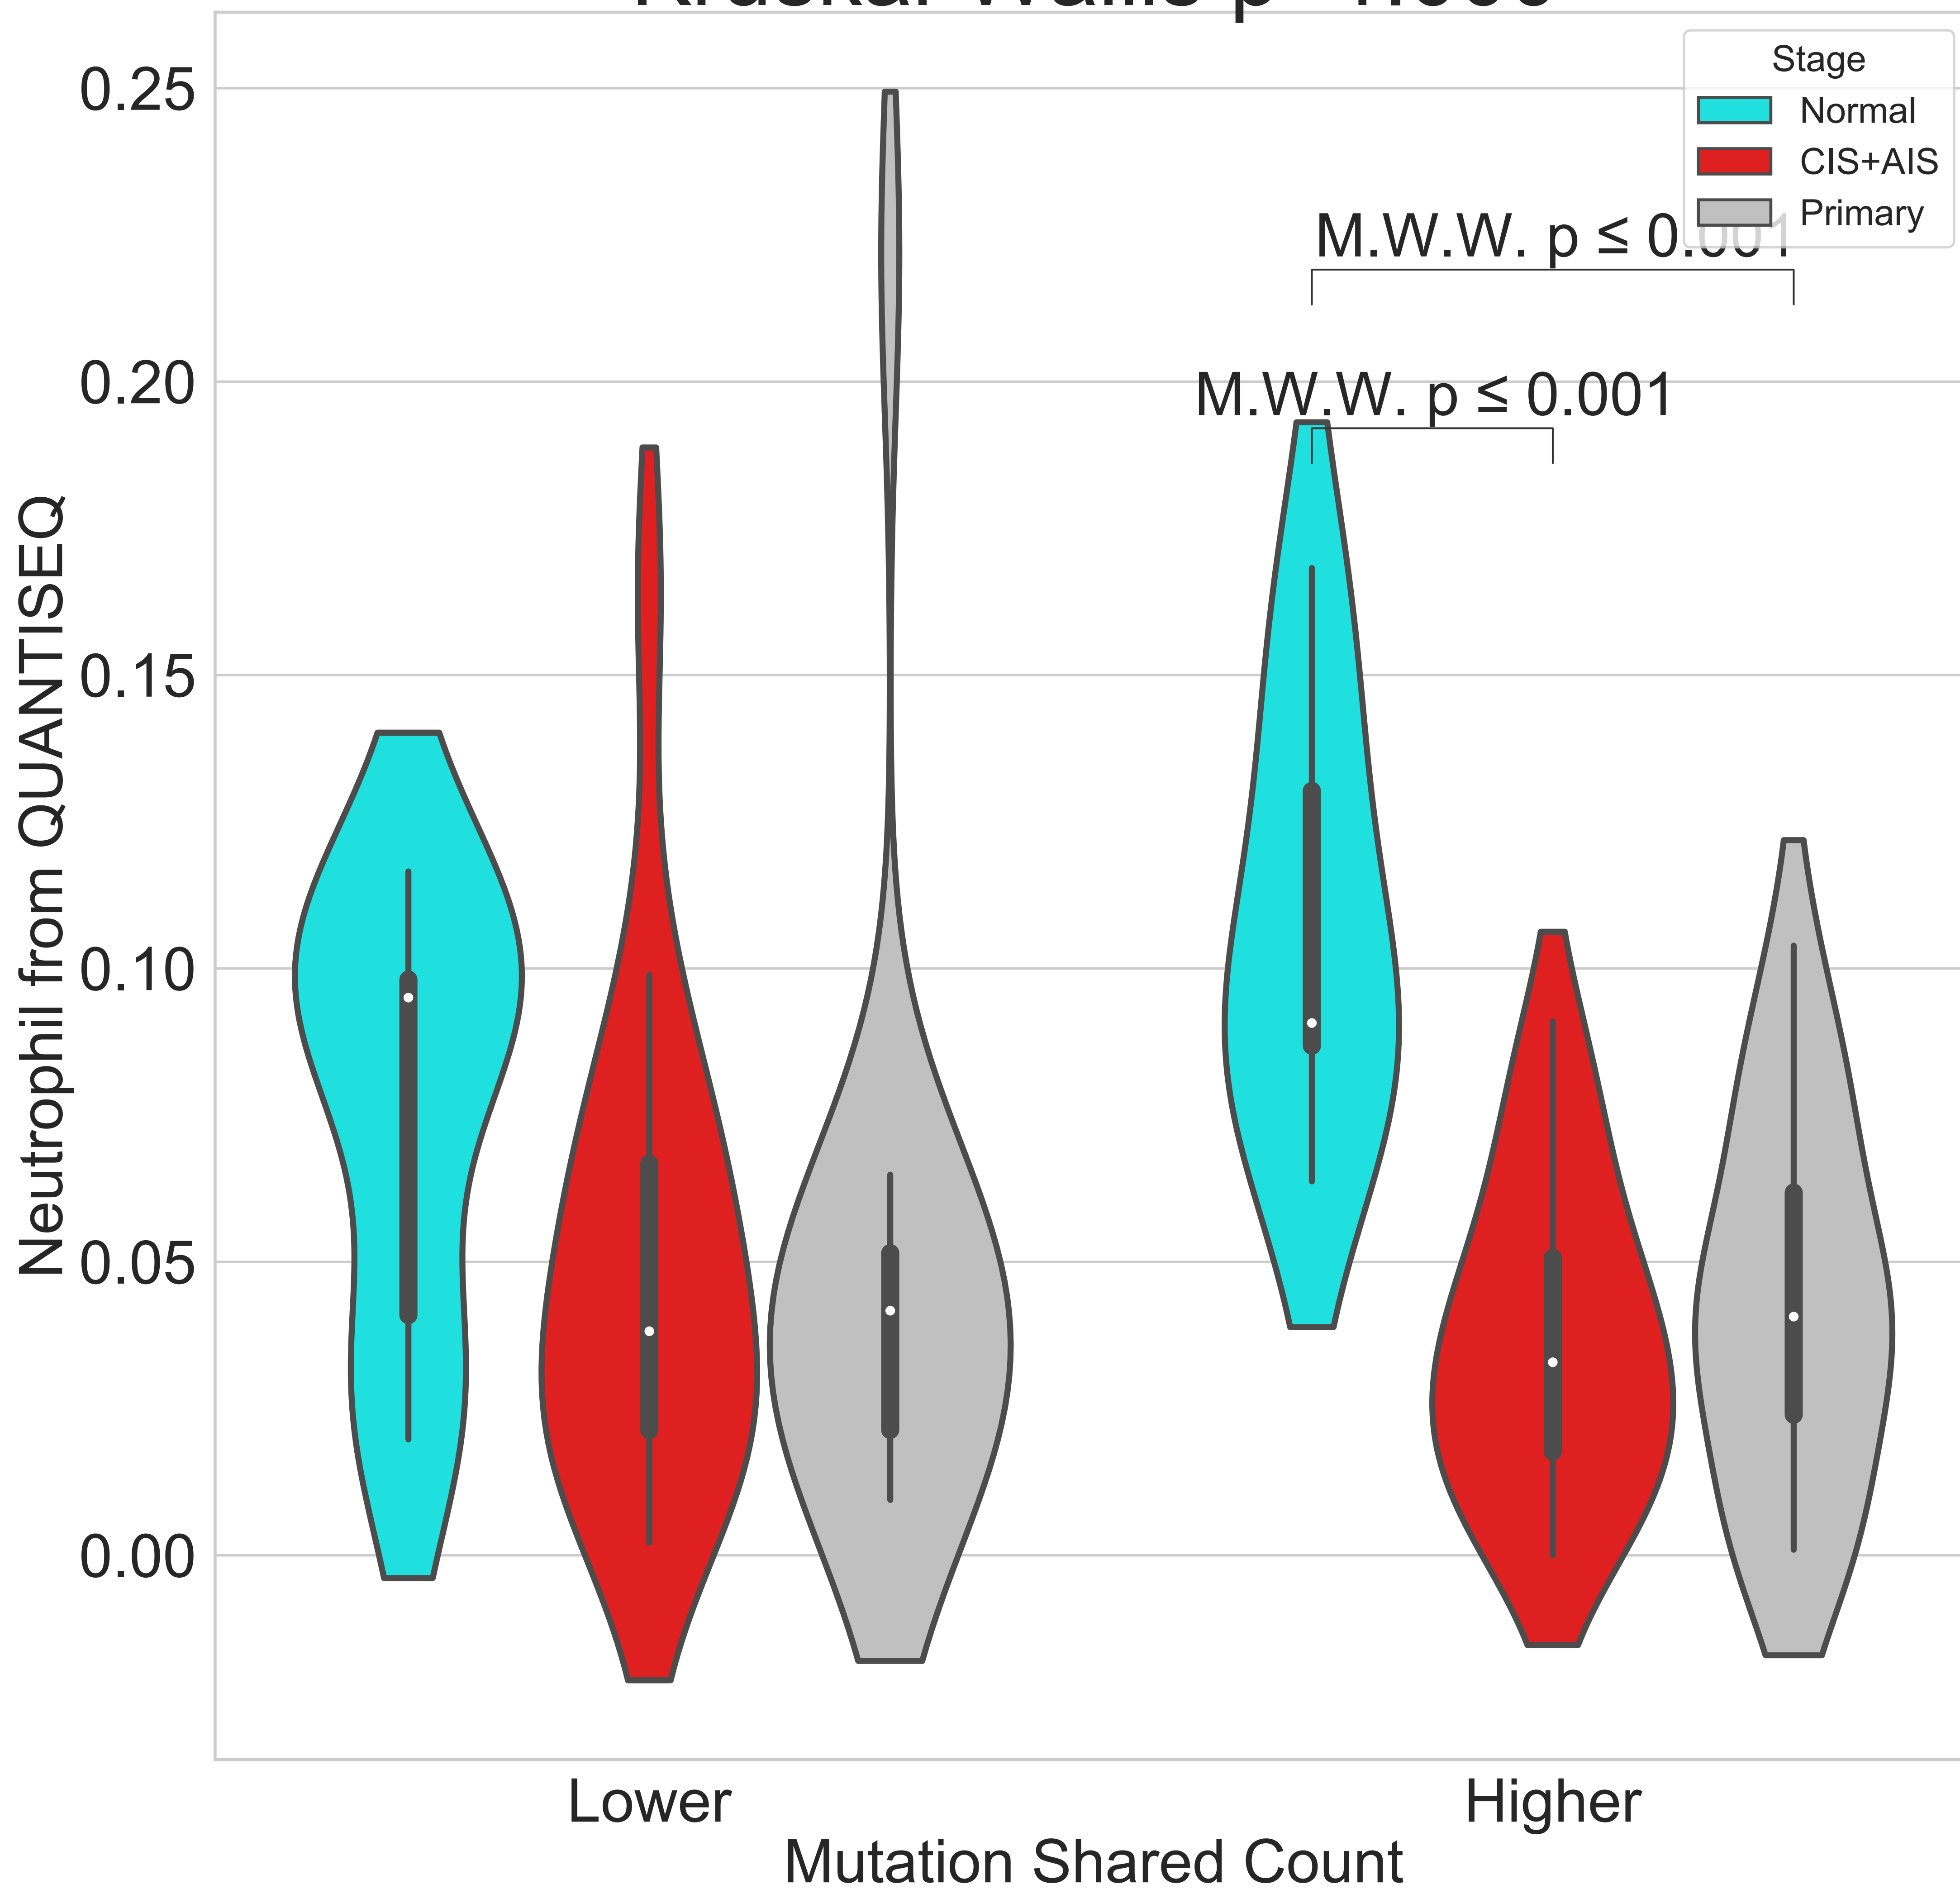 Stage
Normal
CIS+AIS
Primary
M.W.W. p ≤ 0.001
M.W.W. p ≤ 0.001
0.25
0.20
0.15
0.10
0.05
0.00
Neutrophil from QUANTISEQ
Lower
Higher
Mutation Shared Count